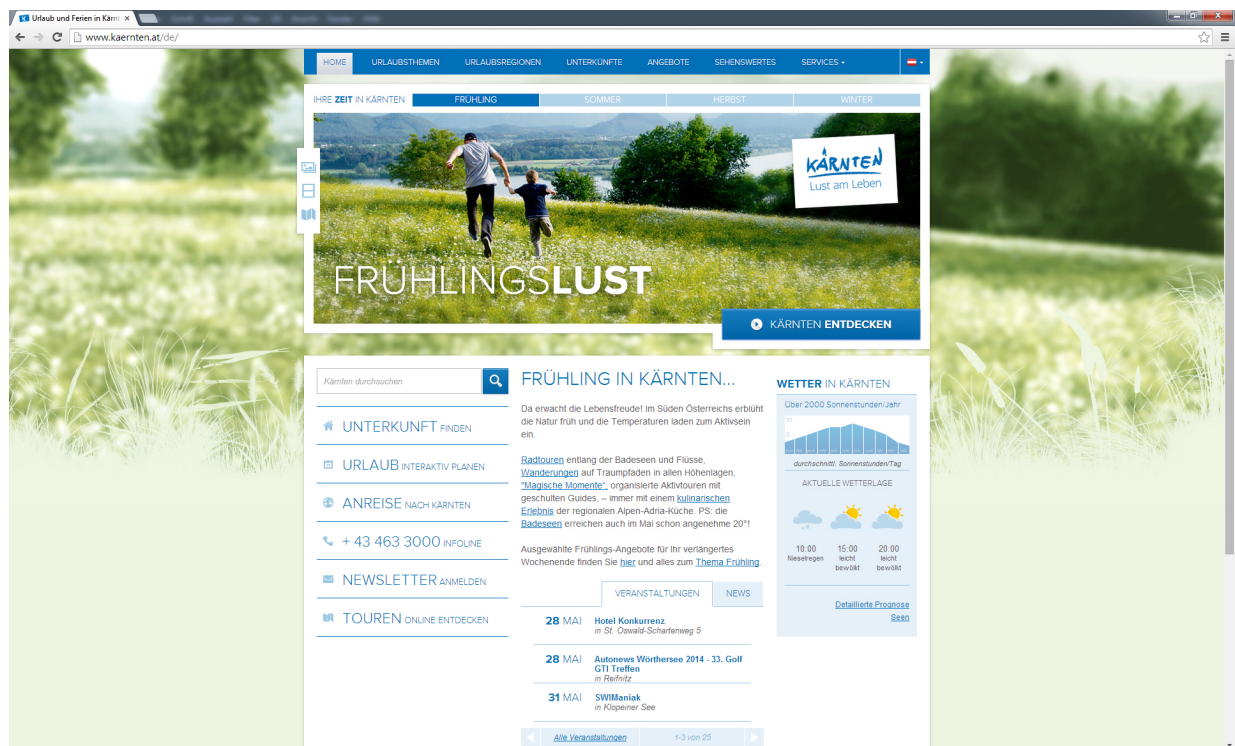 Urlaub und Ferien in Kärnt
www.kaernten.at/de/
HOME URLAUBSTHEMEN URLAUBSREGIONEN UNTERKÜNFTE ANGEBOTE SEHENSWERTES SERVICES
IHRE ZEIT IN KÄRNTEN FRÜHLING SOMMER HERBST WINTER
KÄRNTEN
Lust am Leben
FRÜHLINGSLUST
KÄRNTEN ENTDECKEN
Kärnten durchsuchen
UNTERKUNFT FINDEN
URLAUB INTERAKTIV PLANEN
ANREISE NACH KÄRNTEN
+ 43 463 3000 INFOLINE
NEWSLETTER ANMELDEN
TOUREN ONLINE ENTDECKEN
FRÜHLING IN KÄRNTEN...
Da erwacht die Lebensfreude! Im Süden Österreichs erblüht
die Natur früh und die Temperaturen laden zum Aktivsein
ein.
Radtouren entlang der Badeseen und Flüsse,
Wanderungen auf Traumpfaden in allen Höhenlagen,
"Magische Momente", organisierte Aktivtouren mit
geschulten Guides, – immer mit einem kulinarischen
Erlebnis der regionalen Alpen-Adria-Küche. PS: die
Badeseen erreichen auch im Mai schon angenehme 20°!
Ausgewählte Frühlings-Angebote für Ihr verlängertes
Wochenende finden Sie hier und alles zum Thema Frühling.
VERANSTALTUNGEN NEWS
28 MAI Hotel Konkurrenz
in St. Oswald-Schartenweg 5
28 MAI Autonews Wörthersee 2014 - 33. Golf
GTI Treffen
in Reifnitz
31 MAI SWIManiak
in Klopeiner See
Alle Veranstaltungen 1-3 von 25
WETTER IN KÄRNTEN
Über 2000 Sonnenstunden/Jahr
durchschnittl. Sonnenstunden/Tag
AKTUELLE WETTERLAGE
10:00 15:00 20:00
Nieselregen leicht leicht
bewölkt bewölkt
Detaillierte Prognose
Seen